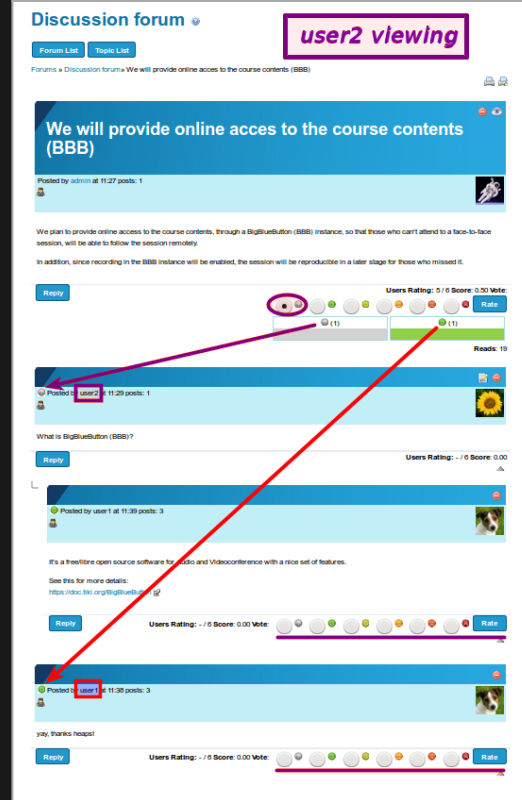 Discussion forum
user2 viewing
Forum List Topic List
Forums » Discussion forum» We will provide online acces to the course contents (BBB)
We will provide online acces to the course contents
(BBB)
Posted by admin at 11:27 posts: 1
We plan to provide online access to the course contents, through a BigBlueButton (BBB) instance, so that those who can't attend to a face-to-face
session, will be able to follow the session remotely.
In addition, since recording in the BBB instance will be enabled, the session will be reproducible in a later stage for those who missed it.
Reply
Users Rating: 5 / 6 Score: 0.50 Vote:
Rate
(1) (1)
Reads: 19
Posted by user2 at 11:29 posts: 1
What is BigBlueButton (BBB)?
Reply
Users Rating: - / 6 Score: 0.00
Posted by user1 at 11:39 posts: 3
It's a free/libre open source software for Audio and Videoconference with a nice set of features.
See this for more details:
https://doc.tiki.org/BigBlueButton
Reply Users Rating: - / 6 Score: 0.00 Vote: Rate
Posted by user1 at 11:38 posts: 3
yay, thanks heaps!
Reply Users Rating: - / 6 Score: 0.00 Vote: Rate